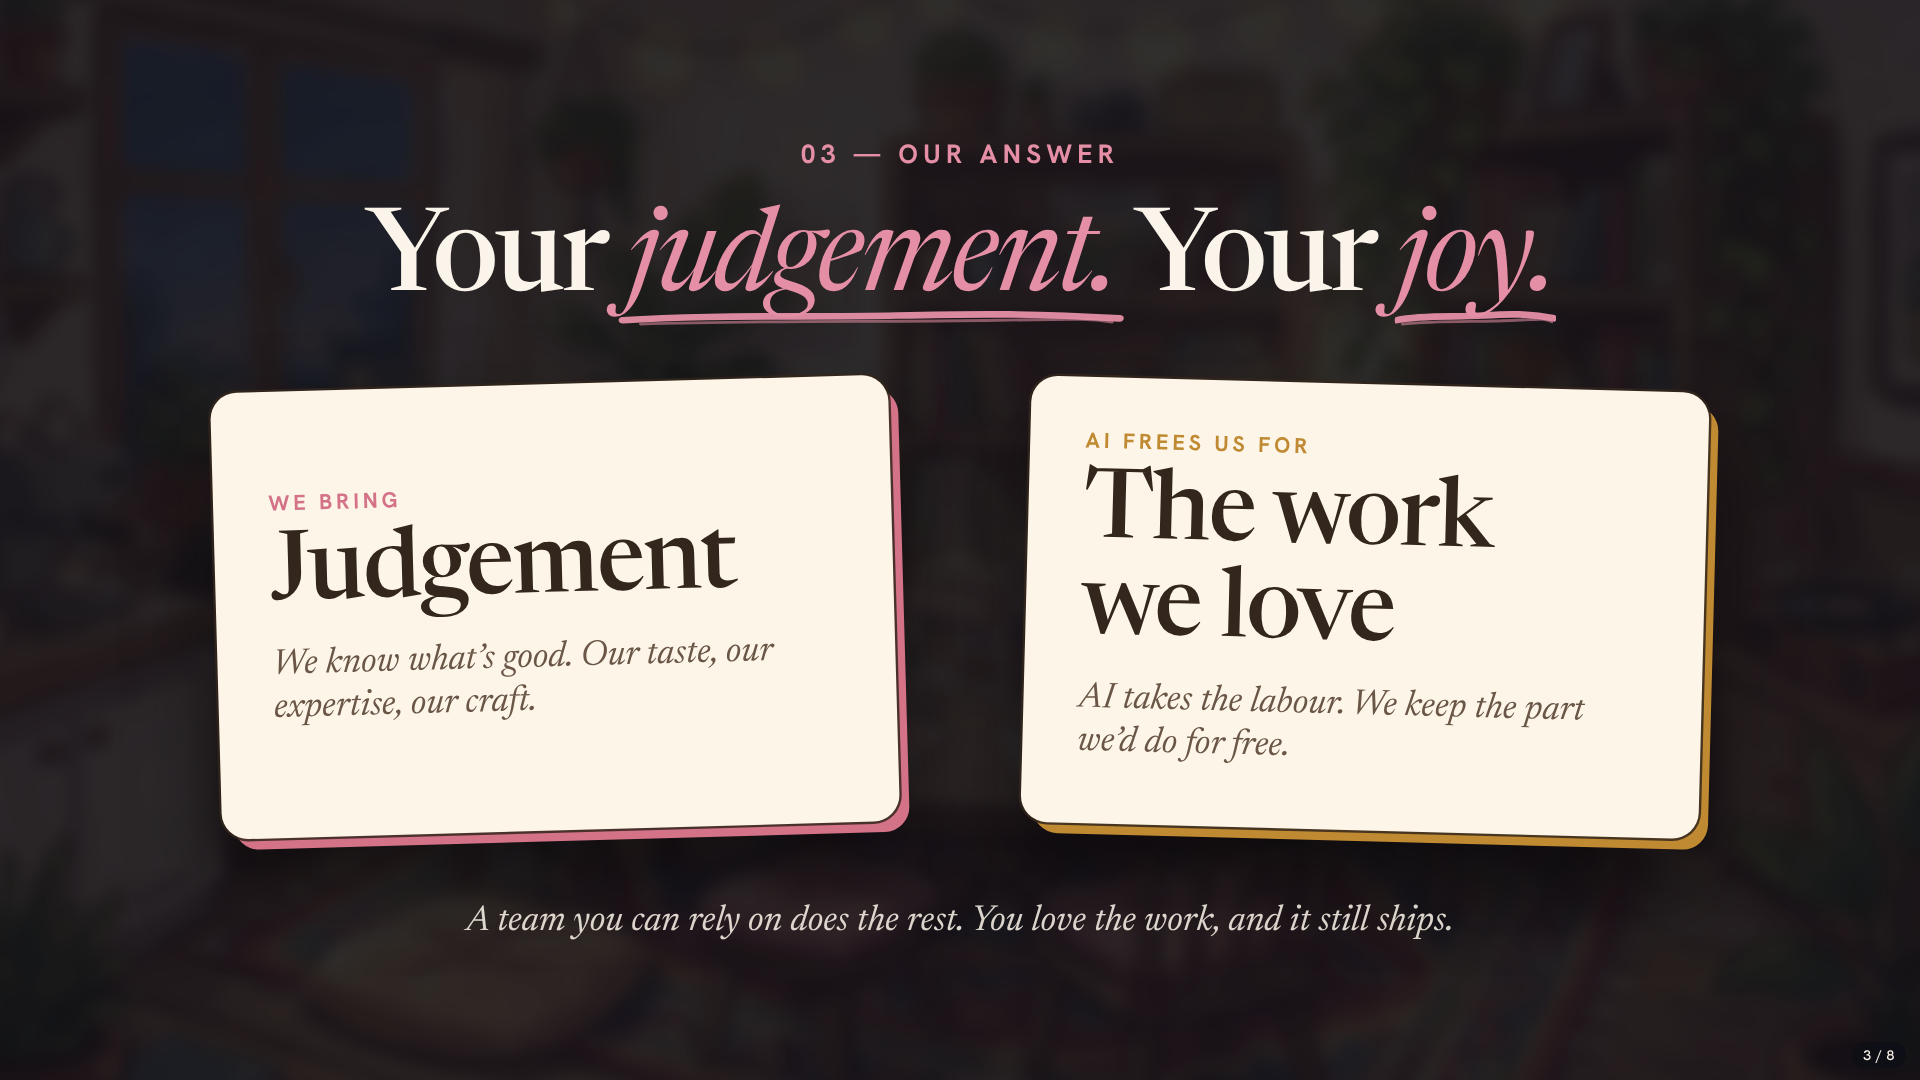 03 — OUR ANSWER
Your judgement. Your joy.
WE BRING
Judgement
We know what’s good. Our taste, our
expertise, our craft.
AI FREES US FOR
The work
we love
AI takes the labour. We keep the part
we’d do for free.
A team you can rely on does the rest. You love the work, and it still ships.
3 / 8